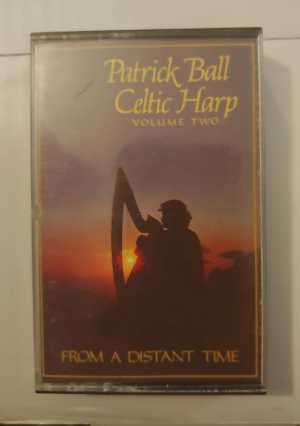 Patrick Ball
Celtic Harp
VOLUME TWO
FROM A DISTANT TIME